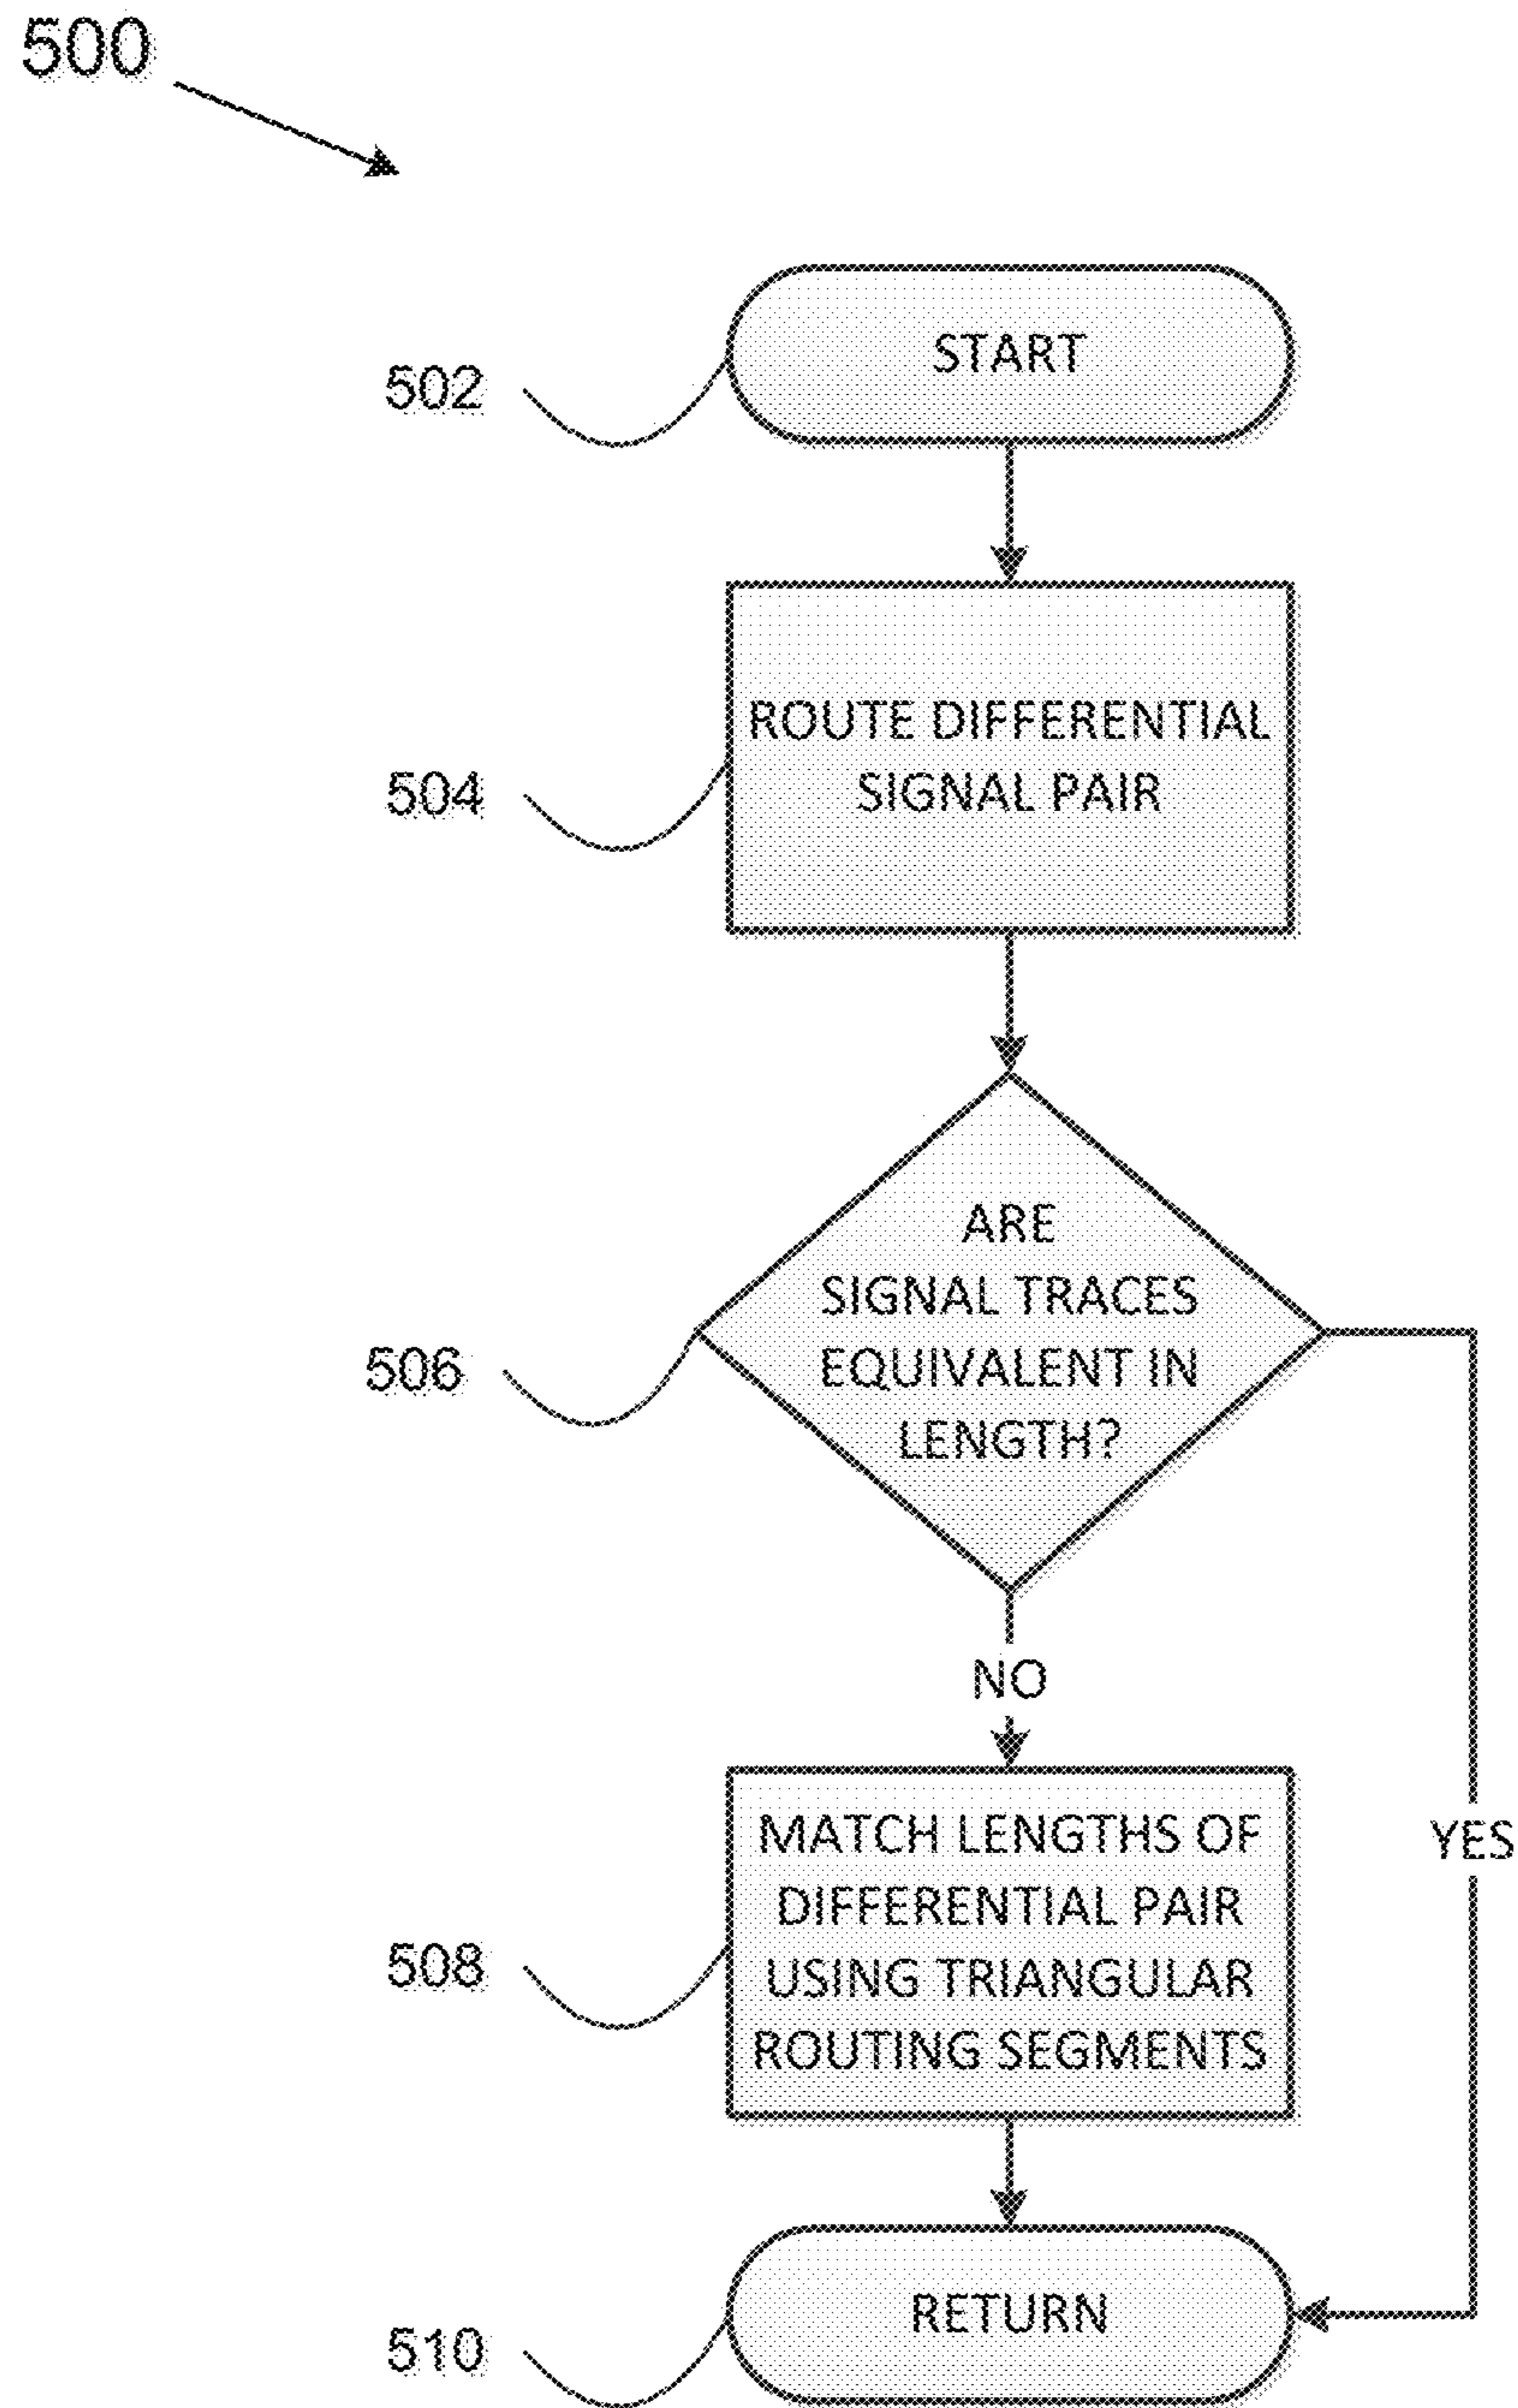 500
START
502
ROUTE DIFFERENTIAL
SIGNAL PAIR
504
ARE
SIGNAL TRACES
EQUIVALENT IN
LENGTH?
506
NO
YES
MATCH LENGTHS OF
DIFFERENTIAL PAIR
USING TRIANGULAR
ROUTING SEGMENTS
508
RETURN
510